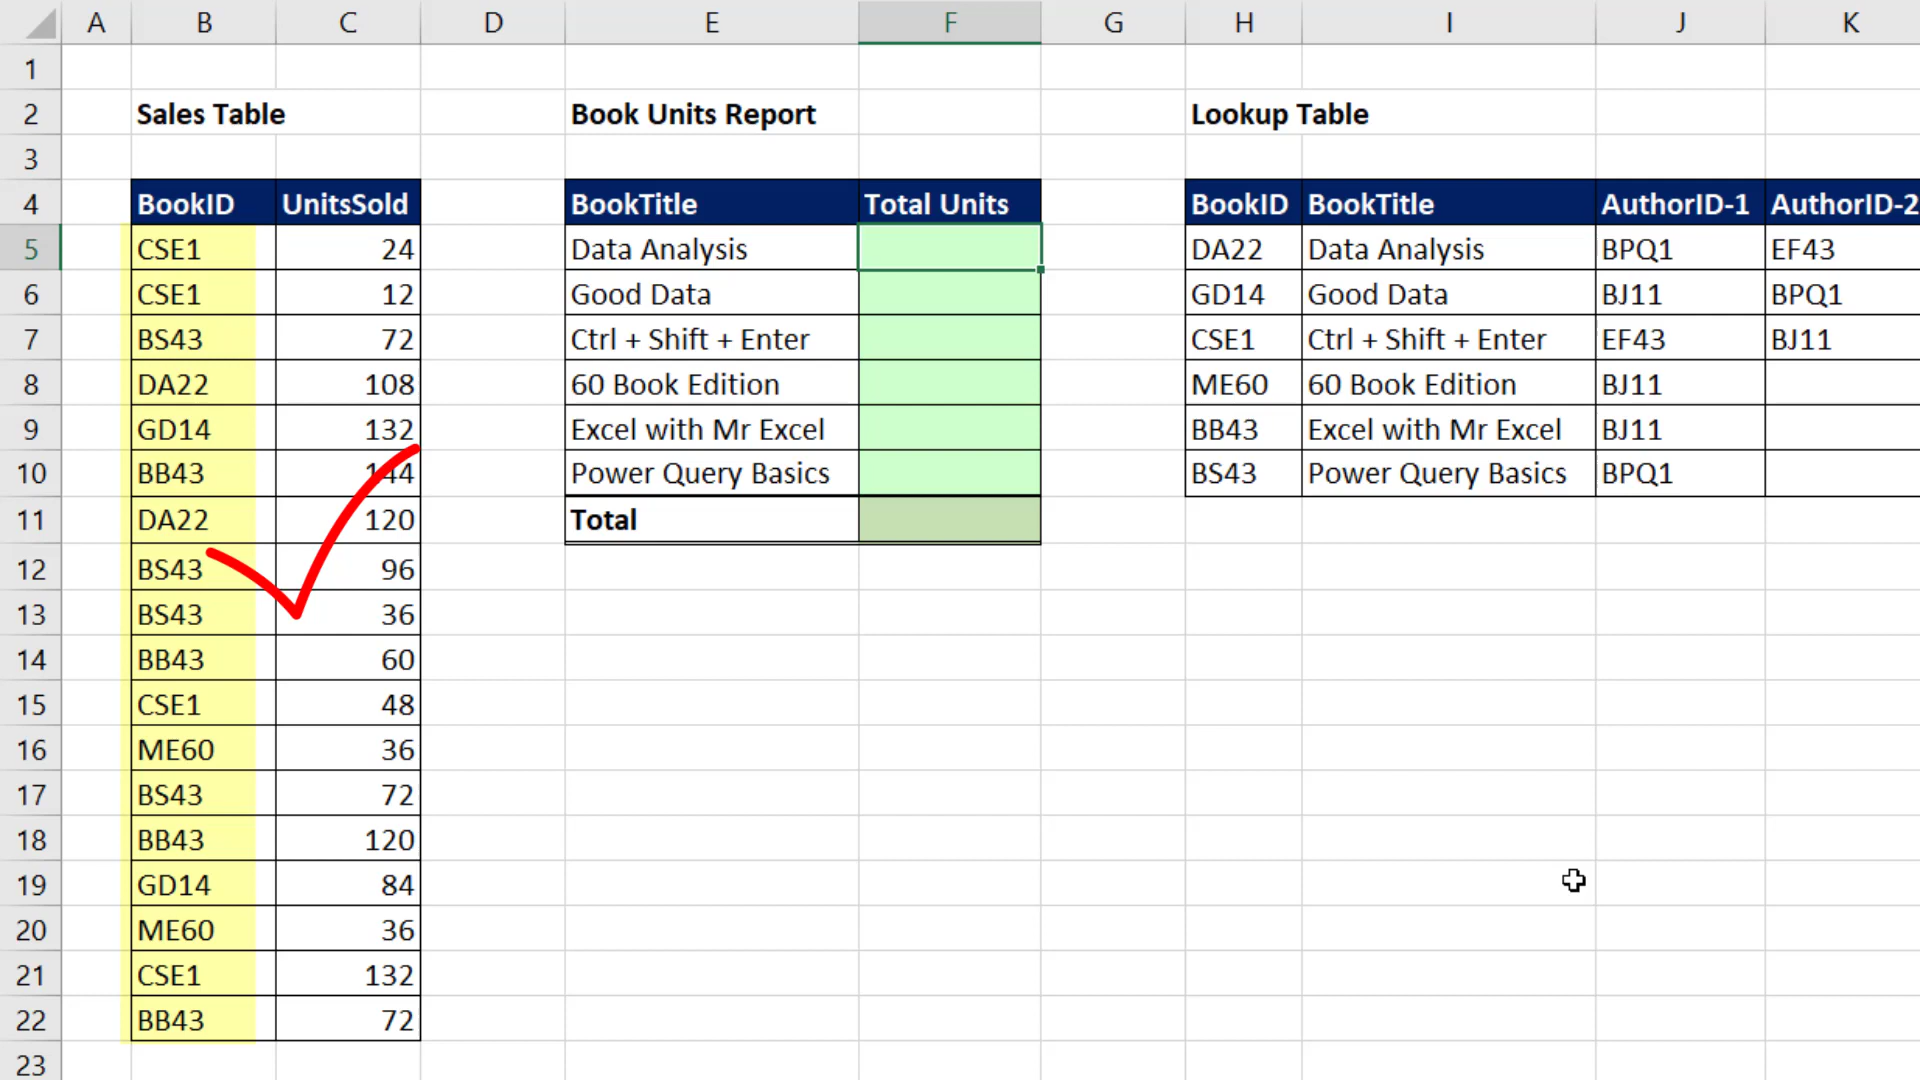 A B C D E F G H I J K
1
2 Sales Table Book Units Report Lookup Table
3
4 BookID UnitsSold BookTitle Total Units BookID BookTitle AuthorID-1 AuthorID-2
5 CSE1 24 Data Analysis DA22 Data Analysis BPQ1 EF43
6 CSE1 12 Good Data GD14 Good Data BJ11 BPQ1
7 BS43 72 Ctrl + Shift + Enter CSE1 Ctrl + Shift + Enter EF43 BJ11
8 DA22 108 60 Book Edition ME60 60 Book Edition BJ11
9 GD14 132 Excel with Mr Excel BB43 Excel with Mr Excel BJ11
10 BB43 144 Power Query Basics BS43 Power Query Basics BPQ1
11 DA22 120 Total
12 BS43 96
13 BS43 36
14 BB43 60
15 CSE1 48
16 ME60 36
17 BS43 72
18 BB43 120
19 GD14 84
20 ME60 36
21 CSE1 132
22 BB43 72
23